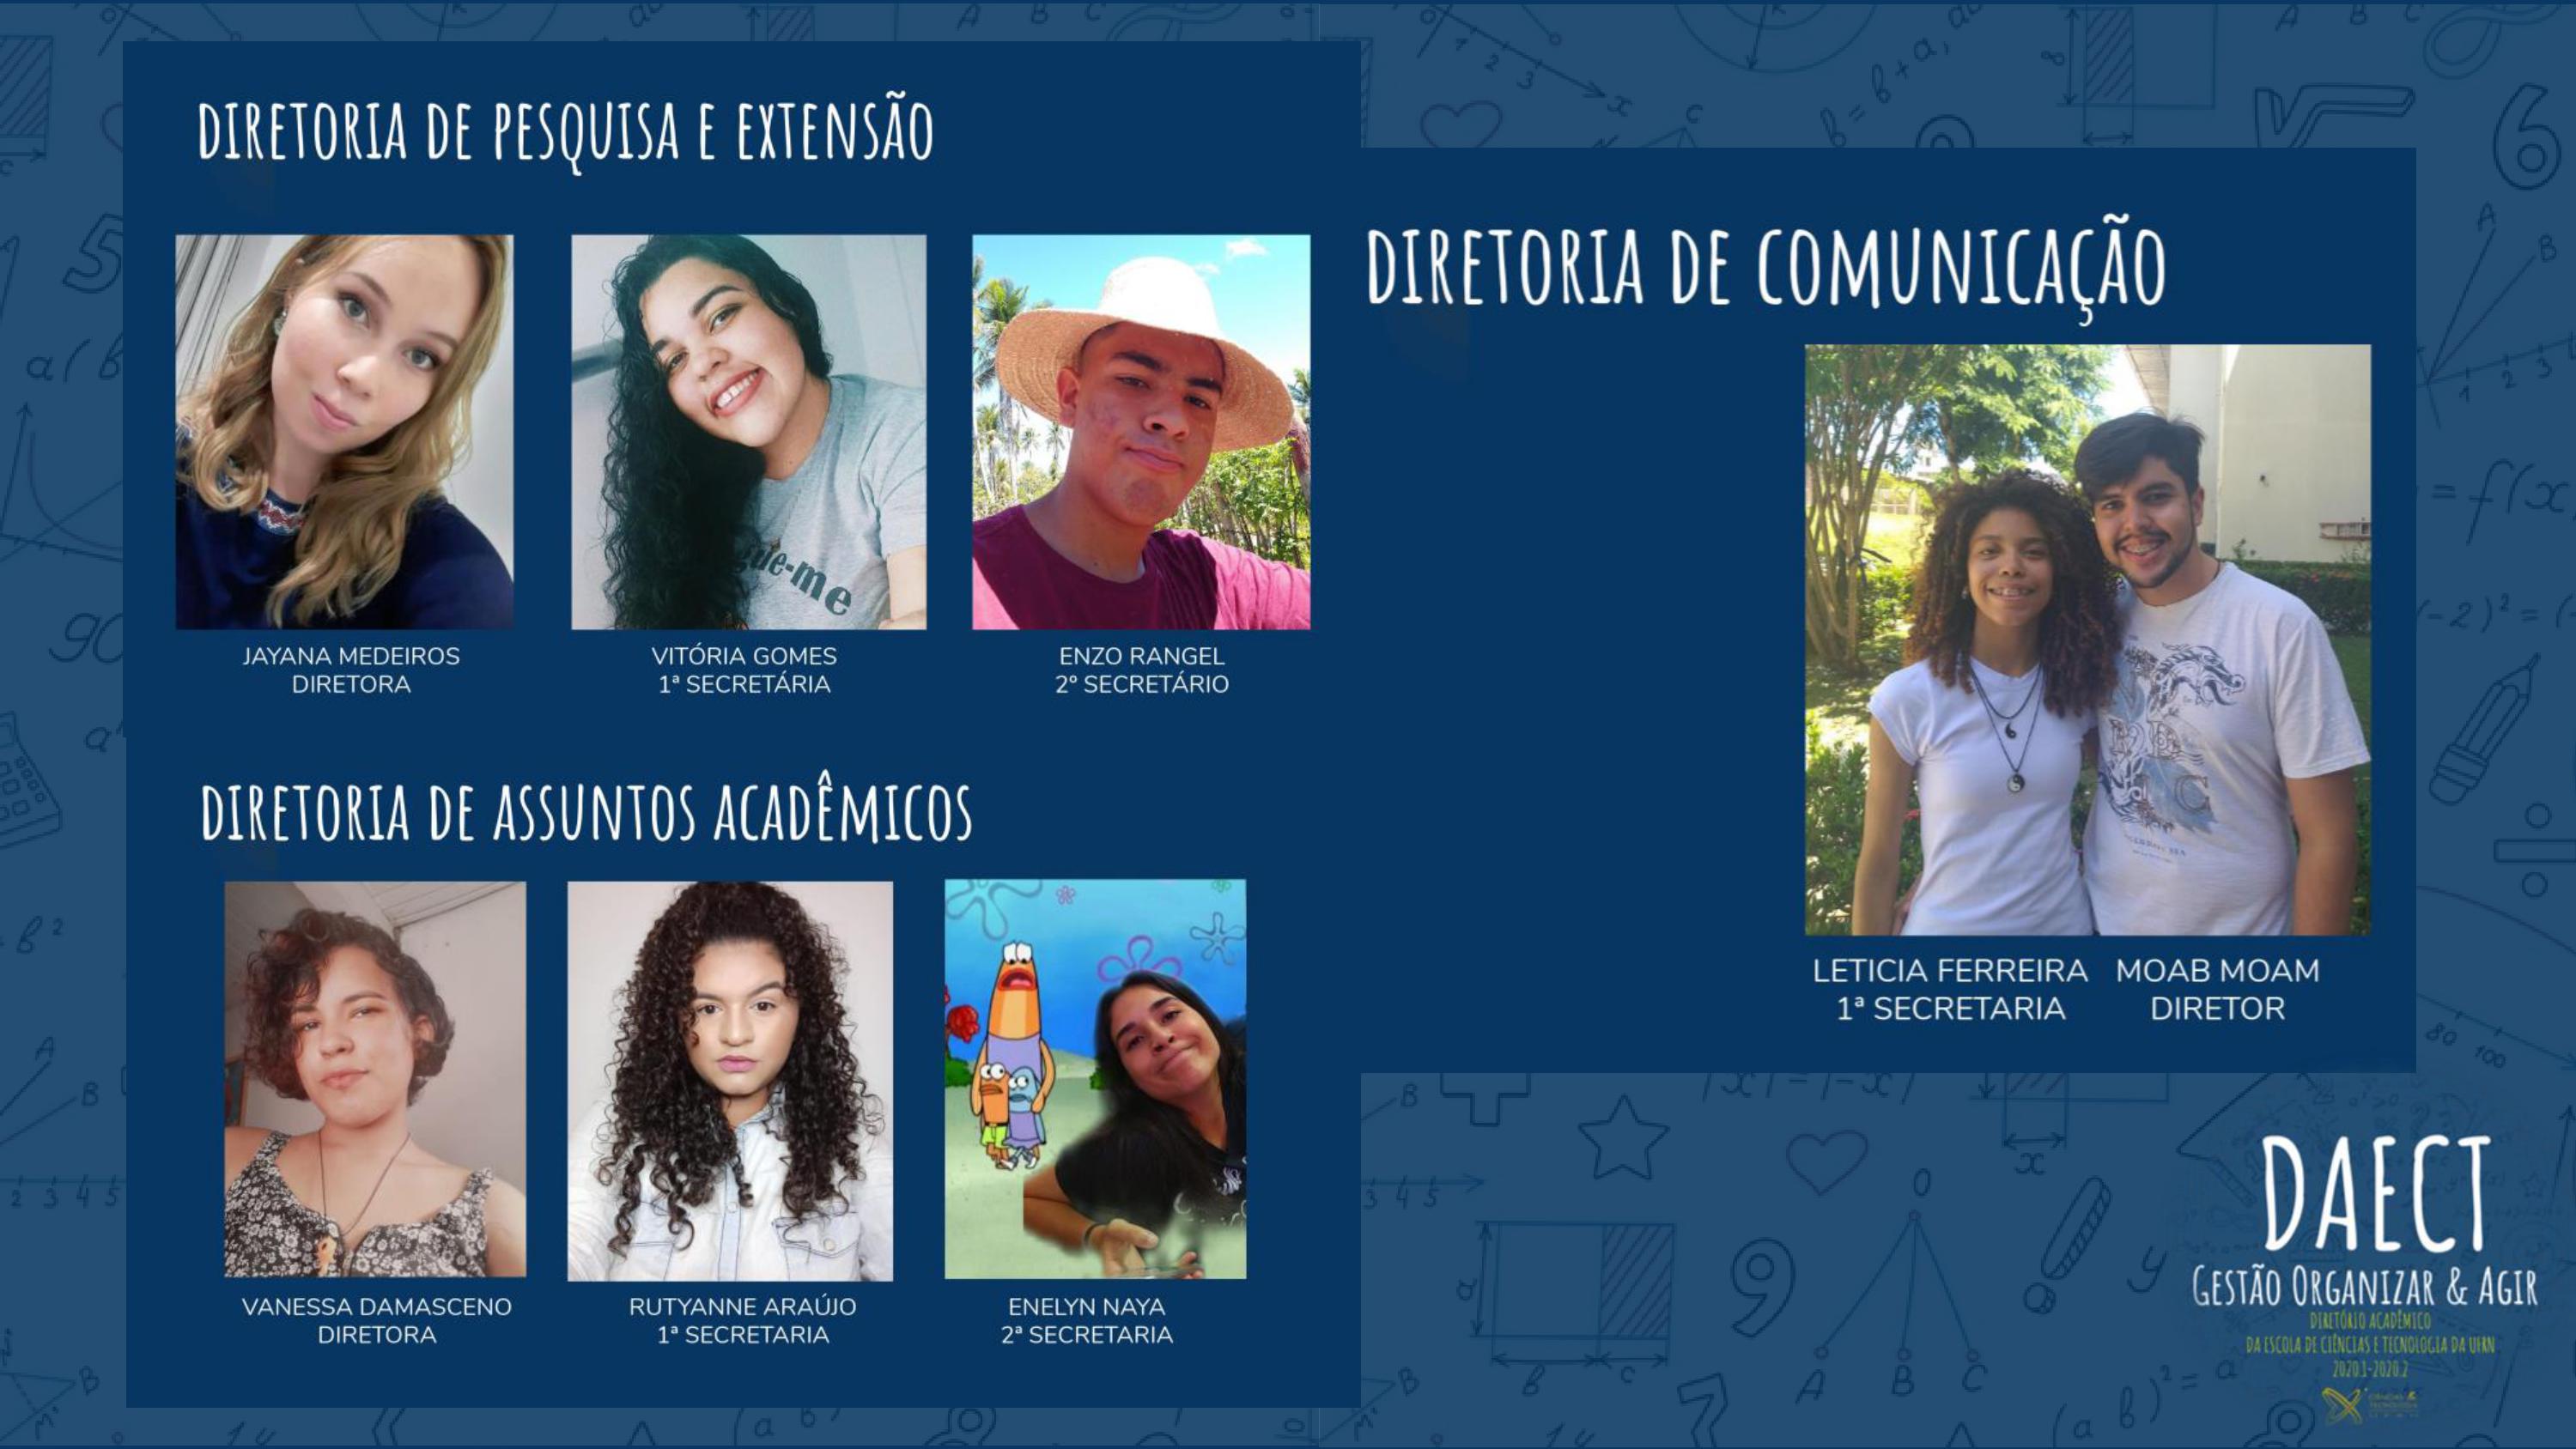 DIRETORIA DE PESQUISA E EXTENSÃO
ue-me
JAYANA MEDEIROS
DIRETORA
VITÓRIA GOMES
1ª SECRETÁRIA
ENZO RANGEL
2º SECRETÁRIO
DIRETORIA DE ASSUNTOS ACADÊMICOS
VANESSA DAMASCENO
DIRETORA
RUTYANNE ARAÚJO
1ª SECRETARIA
ENELYN NAYA
2ª SECRETARIA
DIRETORIA DE COMUNICAÇÃO
LETICIA FERREIRA
1ª SECRETARIA
MOAB MOAM
DIRETOR
DAECT
GESTÃO ORGANIZAR & AGIR
DIRETÓRIO ACADÊMICO
DA ESCOLA DE CIÊNCIAS E TECNOLOGIA DA UFRN
2020.1-2020.2